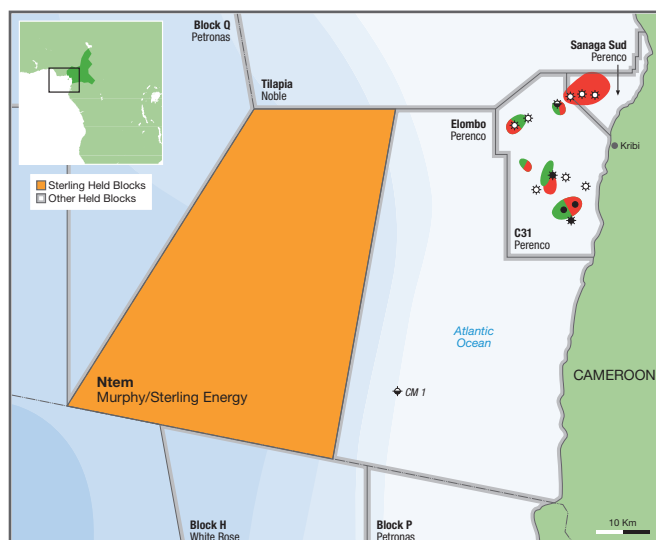 Block Q
Petronas
Sanaga Sud
Perenco
Tilapia
Noble
Elombo
Perenco
Kribi
Sterling Held Blocks
Other Held Blocks
C31
Perenco
Atlantic
Ocean
Ntem
Murphy/Sterling Energy
CM 1
CAMEROON
Block H
White Rose
Block P
Petronas
10 Km